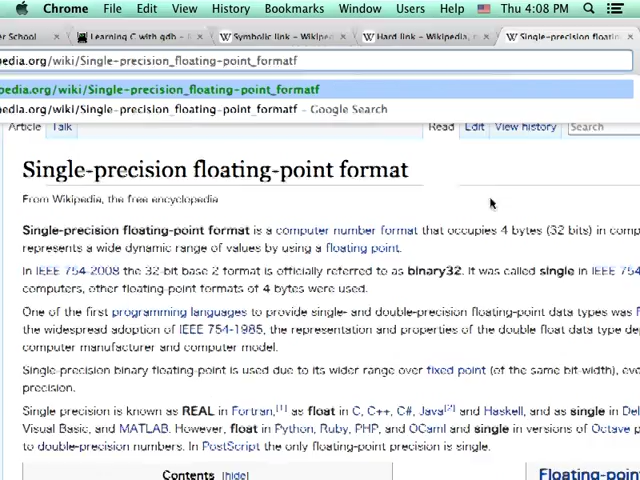 Chrome File Edit View History Bookmarks Window Users Help Thu 4:08 PM
er School Learning C with gdb - Symbolic link - Wikiped Hard link - Wikipedia, Single-precision floatin
pedia.org/wiki/Single-precision_floating-point_formatf
pedia.org/wiki/Single-precision_floating-point_formatf
pedia.org/wiki/Single-precision_floating-point_formatf - Google Search
Article Talk Read Edit View history Search
Single-precision floating-point format
From Wikipedia, the free encyclopedia
Single-precision floating-point format is a computer number format that occupies 4 bytes (32 bits) in comp
represents a wide dynamic range of values by using a floating point.
In IEEE 754-2008 the 32-bit base 2 format is officially referred to as binary32. It was called single in IEEE 754
computers, other floating-point formats of 4 bytes were used.
One of the first programming languages to provide single- and double-precision floating-point data types was F
the widespread adoption of IEEE 754-1985, the representation and properties of the double float data type dep
computer manufacturer and computer model.
Single-precision binary floating-point is used due to its wider range over fixed point (of the same bit-width), eve
precision.
Single precision is known as REAL in Fortran,[1] as float in C, C++, C#, Java[2] and Haskell, and as single in Del
Visual Basic, and MATLAB. However, float in Python, Ruby, PHP, and OCaml and single in versions of Octave p
to double-precision numbers. In PostScript the only floating-point precision is single.
Contents [hide] Floating-poin